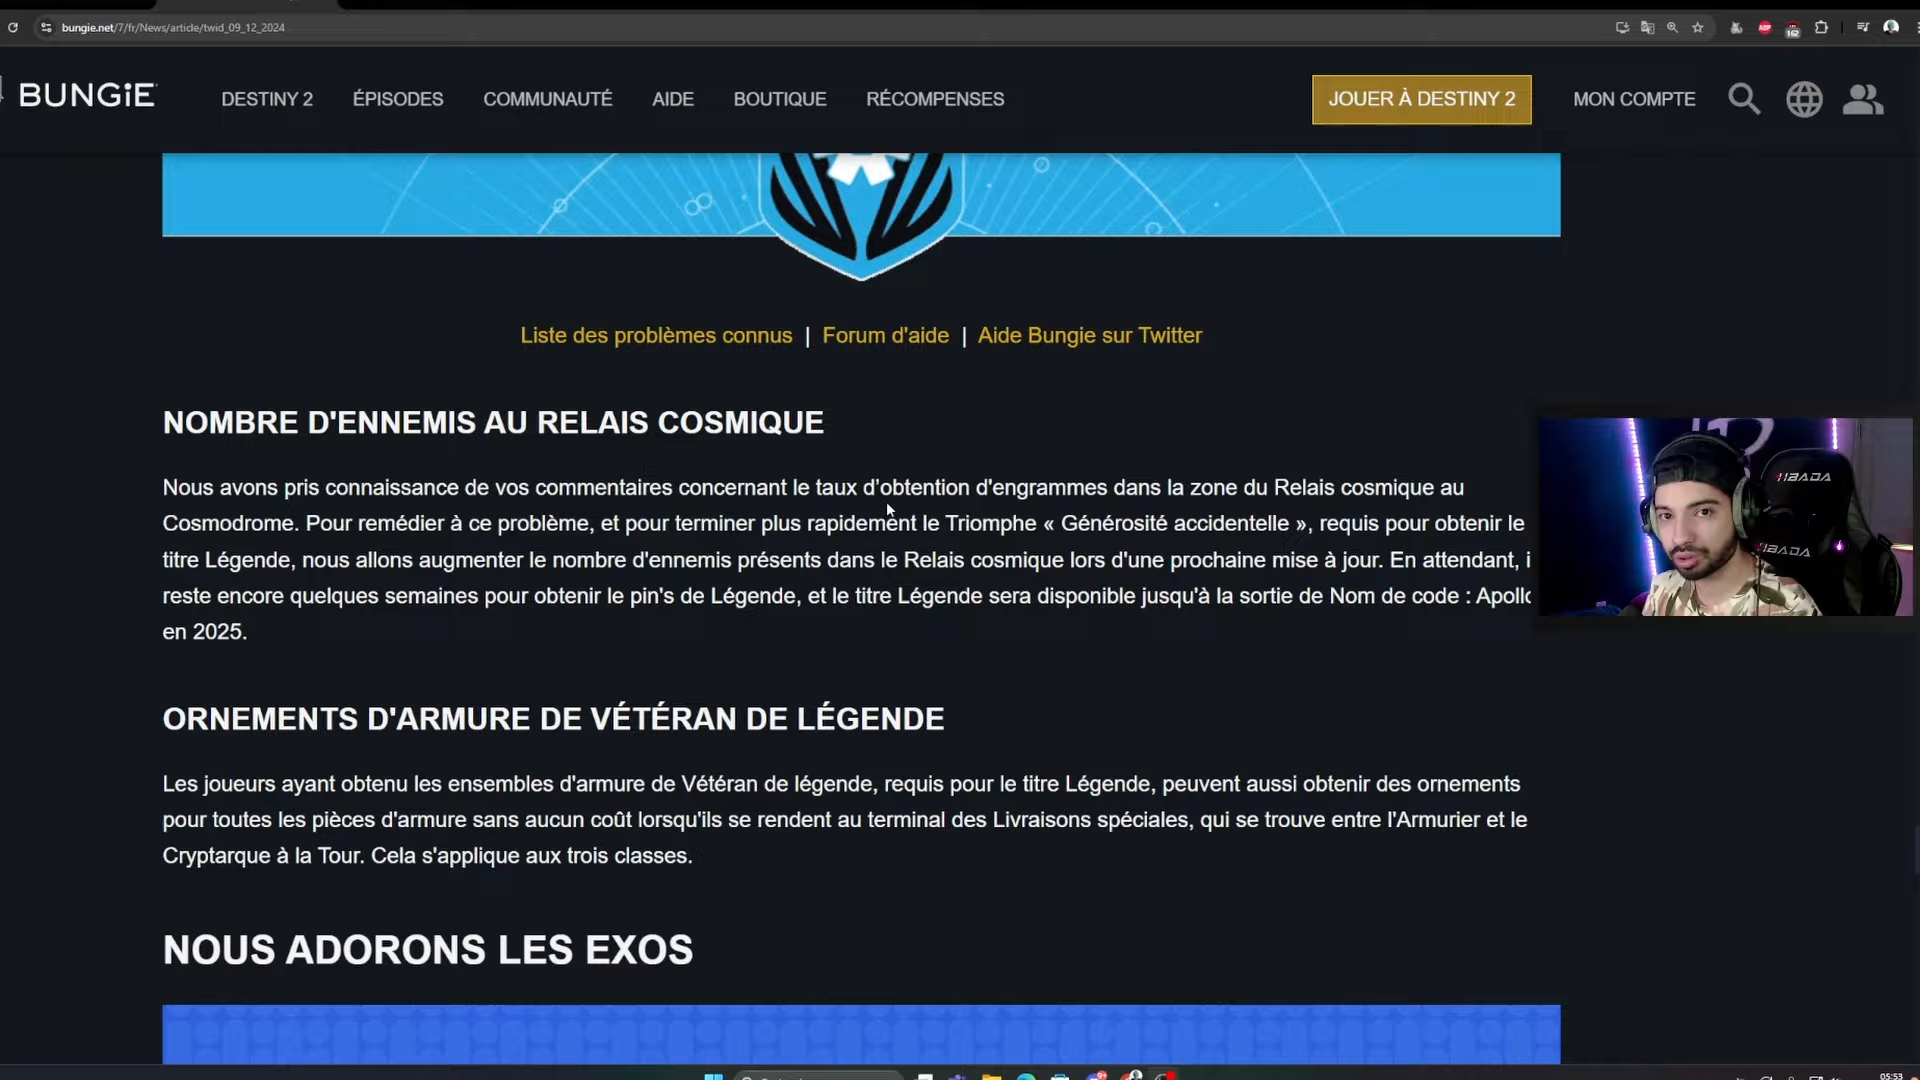 bungie.net/7/fr/News/article/twid_09_12_2024
ABP
162
BUNGiE
DESTINY 2
ÉPISODES
COMMUNAUTÉ
AIDE
BOUTIQUE
RÉCOMPENSES
JOUER À DESTINY 2
MON COMPTE
Liste des problèmes connus | Forum d'aide | Aide Bungie sur Twitter
NOMBRE D'ENNEMIS AU RELAIS COSMIQUE
Nous avons pris connaissance de vos commentaires concernant le taux d’obtention d'engrammes dans la zone du Relais cosmique au
Cosmodrome. Pour remédier à ce problème, et pour terminer plus rapidement le Triomphe « Générosité accidentelle », requis pour obtenir le
titre Légende, nous allons augmenter le nombre d'ennemis présents dans le Relais cosmique lors d'une prochaine mise à jour. En attendant, i
reste encore quelques semaines pour obtenir le pin's de Légende, et le titre Légende sera disponible jusqu'à la sortie de Nom de code : Apollo
en 2025.
HBADA
HBADA
ORNEMENTS D'ARMURE DE VÉTÉRAN DE LÉGENDE
Les joueurs ayant obtenu les ensembles d'armure de Vétéran de légende, requis pour le titre Légende, peuvent aussi obtenir des ornements
pour toutes les pièces d'armure sans aucun coût lorsqu'ils se rendent au terminal des Livraisons spéciales, qui se trouve entre l'Armurier et le
Cryptarque à la Tour. Cela s'applique aux trois classes.
NOUS ADORONS LES EXOS
05:53